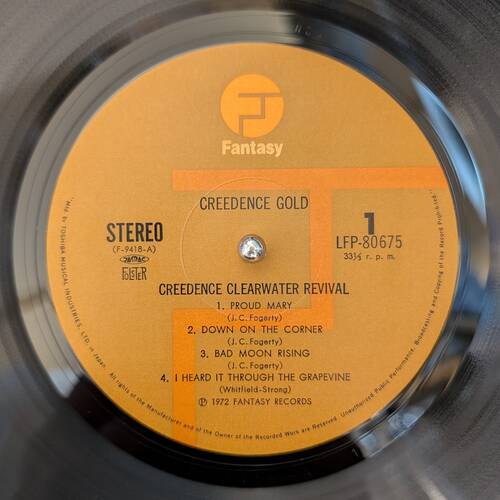 Fantasy
CREEDENCE GOLD
STEREO
(F-9418-A)
1
LFP-80675
33⅓ r. p. m.
CREEDENCE CLEARWATER REVIVAL
1. PROUD MARY
(J. C. Fogerty)
2. DOWN ON THE CORNER
(J. C. Fogerty)
3. BAD MOON RISING
(J. C. Fogerty)
4. I HEARD IT THROUGH THE GRAPEVINE
(Whitfield-Strong)
Ⓟ 1972 FANTASY RECORDS
Mfd. by TOSHIBA MUSICAL INDUSTRIES, LTD. in Japan. All rights of the Manufacturer and of the Owner of the Recorded Work are Reserved. Unauthorized Public Performance, Broadcasting and Copying of the Record Prohibited.